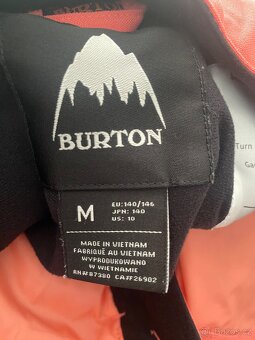 Turn
BURTON
M
EU: 140/146
JPN: 140
US: 10
MADE IN VIETNAM
FABRIQUÉ AU VIETNAM
WYPRODUKOWANO
W WIETNAMIE
RN# 87380 CA# 26902